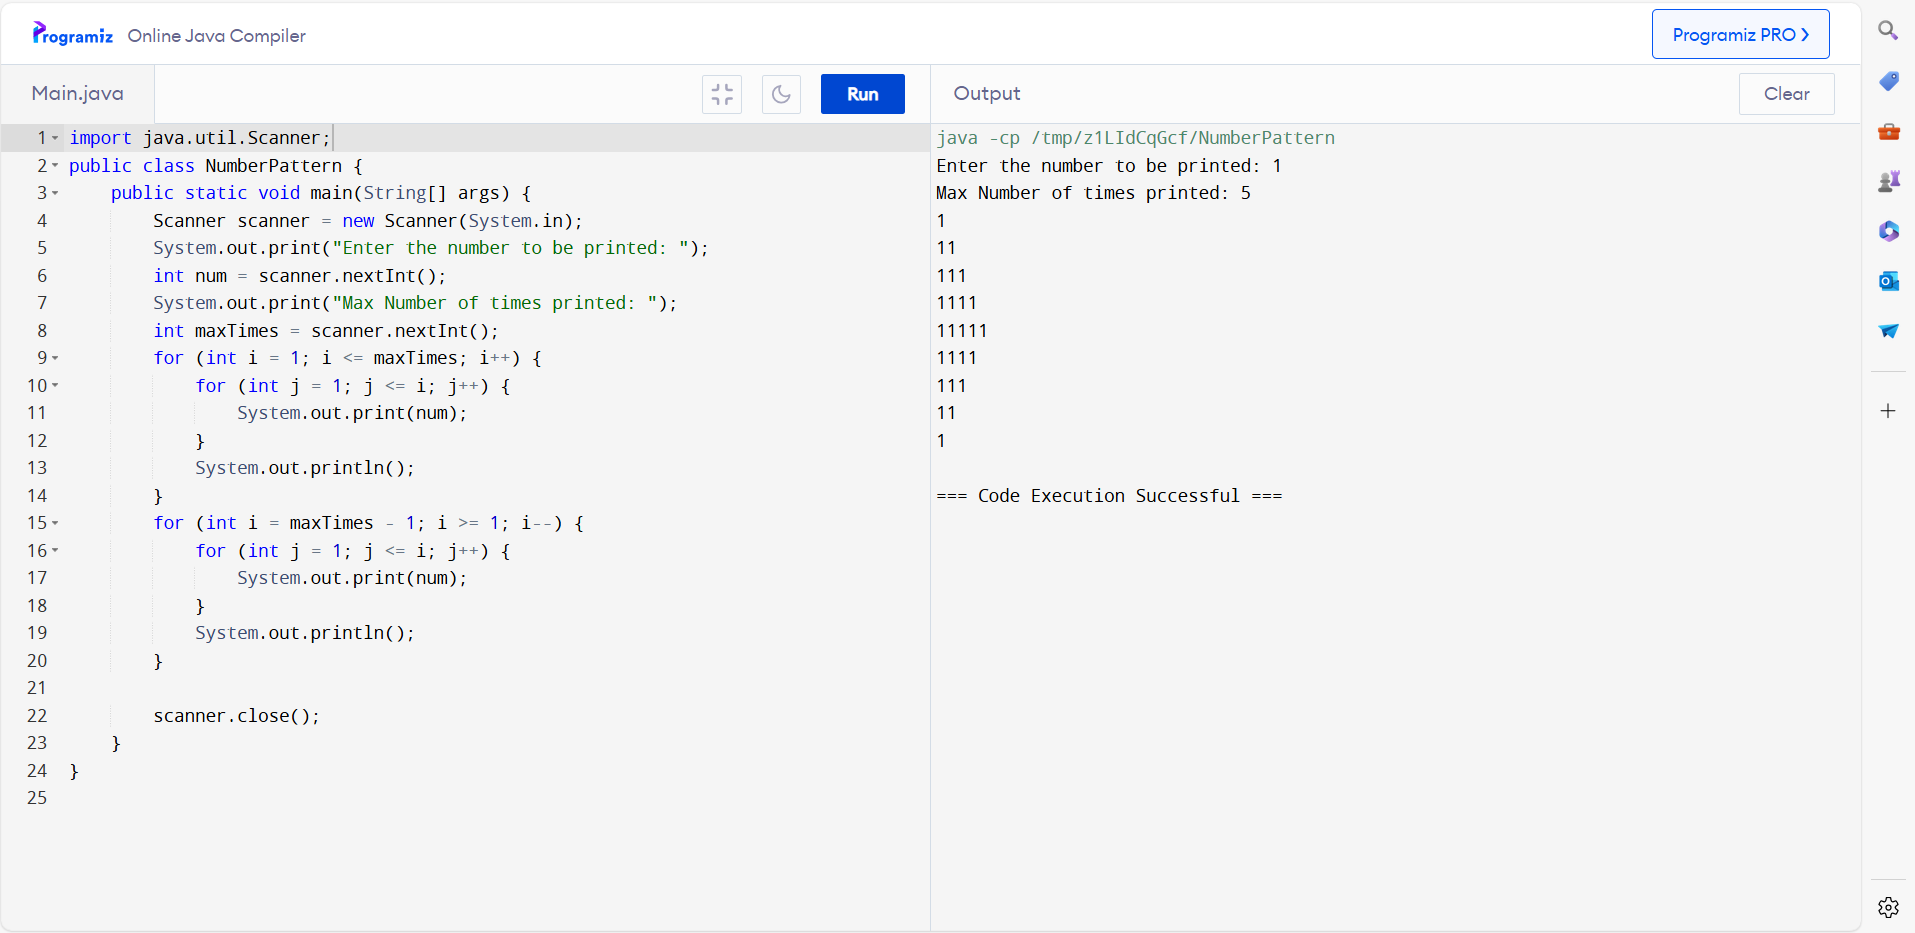 Programiz Online Java Compiler
Programiz PRO ❯
Main.java
Run
1 import java.util.Scanner;
2 public class NumberPattern {
3     public static void main(String[] args) {
4         Scanner scanner = new Scanner(System.in);
5         System.out.print("Enter the number to be printed: ");
6         int num = scanner.nextInt();
7         System.out.print("Max Number of times printed: ");
8         int maxTimes = scanner.nextInt();
9         for (int i = 1; i <= maxTimes; i++) {
10             for (int j = 1; j <= i; j++) {
11                 System.out.print(num);
12             }
13             System.out.println();
14         }
15         for (int i = maxTimes - 1; i >= 1; i--) {
16             for (int j = 1; j <= i; j++) {
17                 System.out.print(num);
18             }
19             System.out.println();
20         }
21
22         scanner.close();
23     }
24 }
25
Output
Clear
java -cp /tmp/z1LIdCqGcf/NumberPattern
Enter the number to be printed: 1
Max Number of times printed: 5
1
11
111
1111
11111
1111
111
11
1
=== Code Execution Successful ===